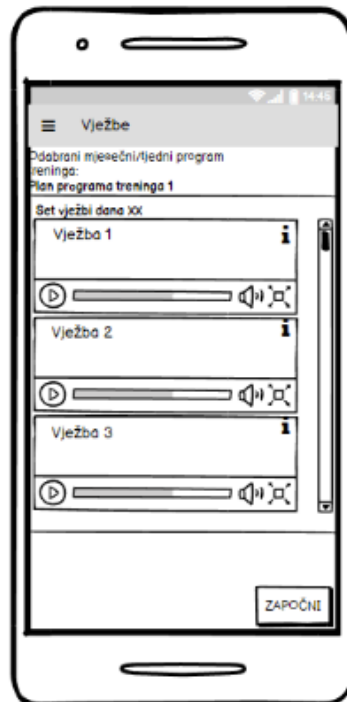 14:46
Vježbe
Odabrani mjesečni/tjedni program
treninga:
Plan programa treninga 1
Set vježbi dana XX
Vježba 1
i
Vježba 2
i
Vježba 3
i
ZAPOČNI